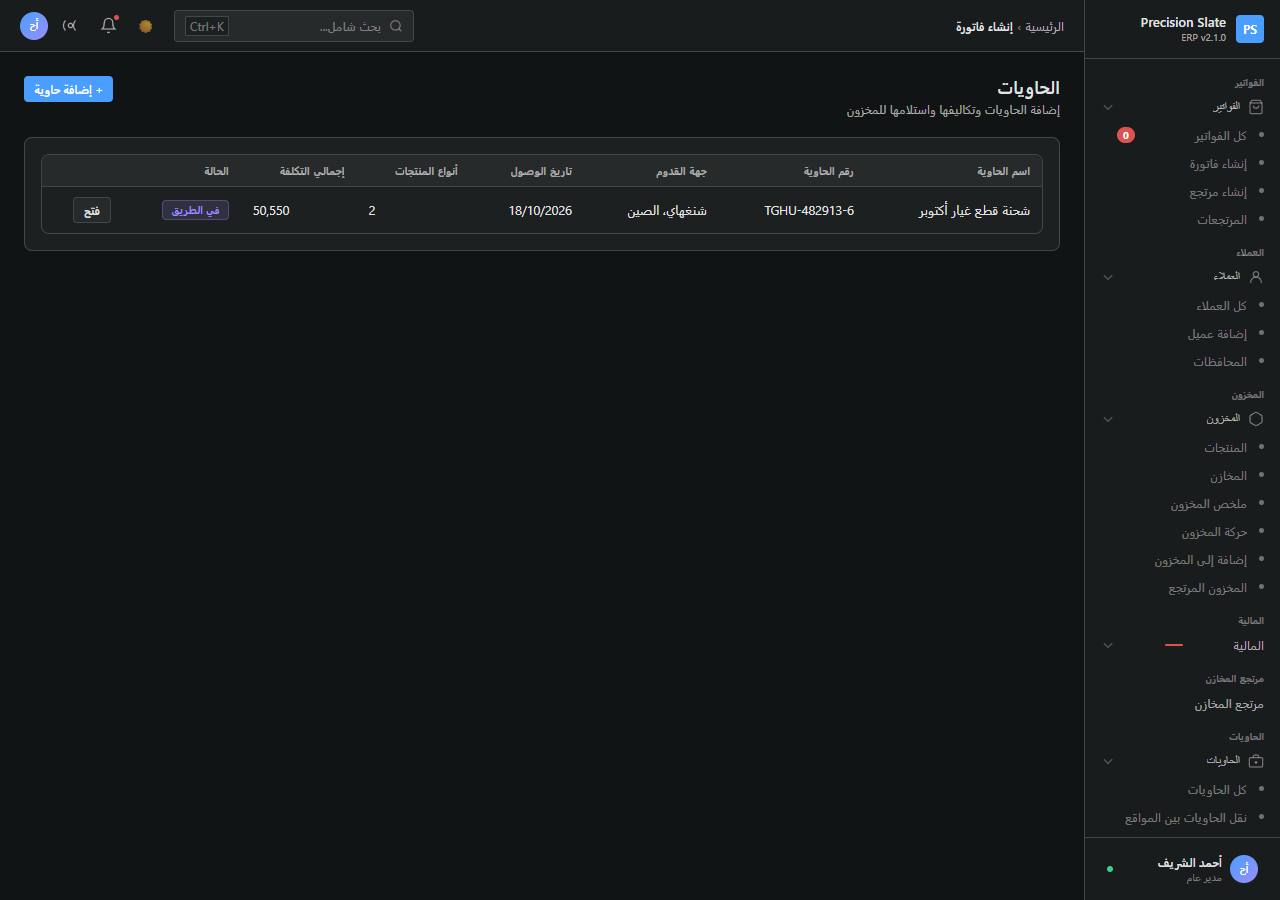 PS
Precision Slate
ERP v2.1.0
الفواتير
الفواتير
كل الفواتير
0
إنشاء فاتورة
إنشاء مرتجع
المرتجعات
العملاء
العملاء
كل العملاء
إضافة عميل
المحافظات
المخزون
المخزون
المنتجات
المخازن
ملخص المخزون
حركة المخزون
إضافة إلى المخزون
المخزون المرتجع
المالية
المالية
مرتجع المخازن
مرتجع المخازن
الحاويات
الحاويات
كل الحاويات
نقل الحاويات بين المواقع
أح
أحمد الشريف
مدير عام
الرئيسية › إنشاء فاتورة
بحث شامل...
Ctrl+K
أح
الحاويات
إضافة الحاويات وتكاليفها واستلامها للمخزون
+ إضافة حاوية
اسم الحاوية رقم الحاوية جهة القدوم تاريخ الوصول أنواع المنتجات إجمالي التكلفة الحالة
شحنة قطع غيار أكتوبر TGHU-482913-6 شنغهاي، الصين 18/10/2026 2 50,550 في الطريق فتح